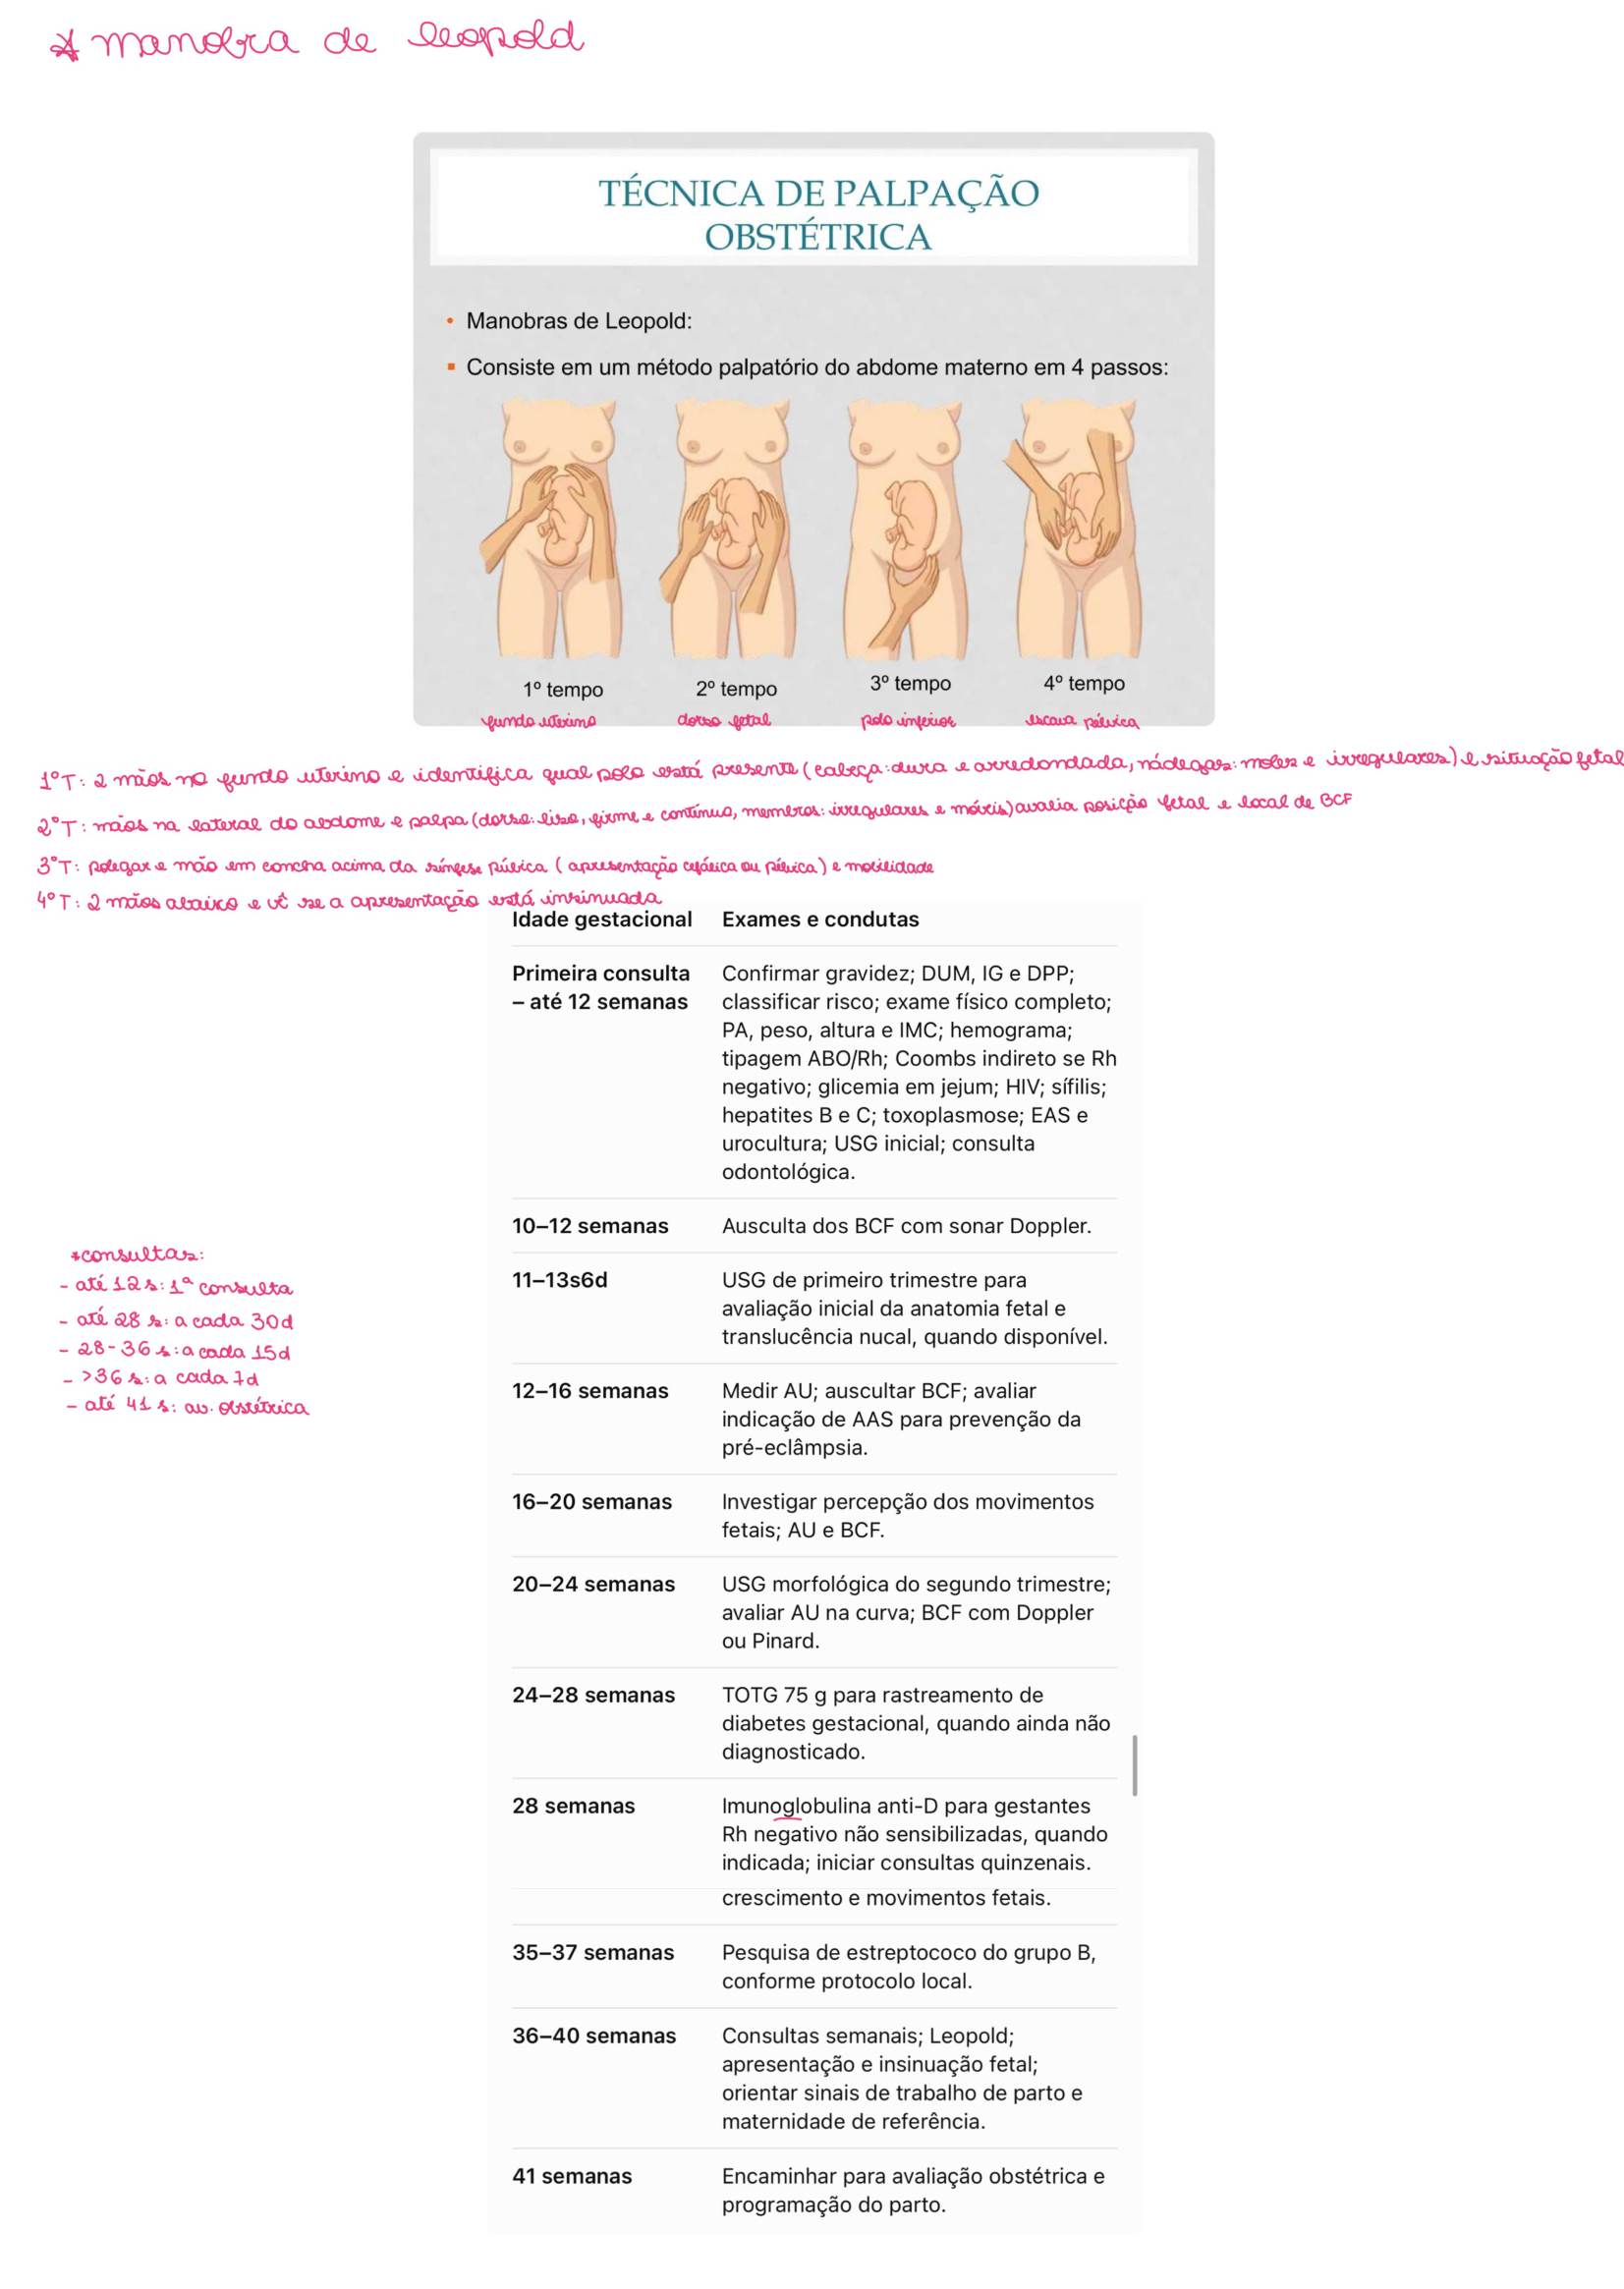 * manobra de leopold
TÉCNICA DE PALPAÇÃO
OBSTÉTRICA
• Manobras de Leopold:
▪ Consiste em um método palpatório do abdome materno em 4 passos:
1º tempo 2º tempo 3º tempo 4º tempo
fundo uterino dorso fetal polo inferior escava pélvica
1ºT: 2 mãos no fundo uterino e identifica qual polo está presente (cabeça: dura e arredondada, nádegas: moles e irregulares) e situação fetal
2ºT: mãos na lateral do abdome e palpa (dorso: liso, firme e contínuo, membros: irregulares e móveis) avalia posição fetal e local de BCF
3ºT: polegar e mão em concha acima da sínfese púbica (apresentação cefálica ou pélvica) e mobilidade
4ºT: 2 mãos abaixo e vê se a apresentação está insinuada
Idade gestacional Exames e condutas
Primeira consulta
– até 12 semanas
Confirmar gravidez; DUM, IG e DPP;
classificar risco; exame físico completo;
PA, peso, altura e IMC; hemograma;
tipagem ABO/Rh; Coombs indireto se Rh
negativo; glicemia em jejum; HIV; sífilis;
hepatites B e C; toxoplasmose; EAS e
urocultura; USG inicial; consulta
odontológica.
10–12 semanas Ausculta dos BCF com sonar Doppler.
11–13s6d USG de primeiro trimestre para
avaliação inicial da anatomia fetal e
translucência nucal, quando disponível.
12–16 semanas Medir AU; auscultar BCF; avaliar
indicação de AAS para prevenção da
pré-eclâmpsia.
16–20 semanas Investigar percepção dos movimentos
fetais; AU e BCF.
20–24 semanas USG morfológica do segundo trimestre;
avaliar AU na curva; BCF com Doppler
ou Pinard.
24–28 semanas TOTG 75 g para rastreamento de
diabetes gestacional, quando ainda não
diagnosticado.
28 semanas Imunoglobulina anti-D para gestantes
Rh negativo não sensibilizadas, quando
indicada; iniciar consultas quinzenais.
crescimento e movimentos fetais.
35–37 semanas Pesquisa de estreptococo do grupo B,
conforme protocolo local.
36–40 semanas Consultas semanais; Leopold;
apresentação e insinuação fetal;
orientar sinais de trabalho de parto e
maternidade de referência.
41 semanas Encaminhar para avaliação obstétrica e
programação do parto.
*consultas:
- até 12 s: 1ª consulta
- até 28 s: a cada 30d
- 28-36 s: a cada 15d
- >36 s: a cada 7d
- até 41 s: av. obstétrica